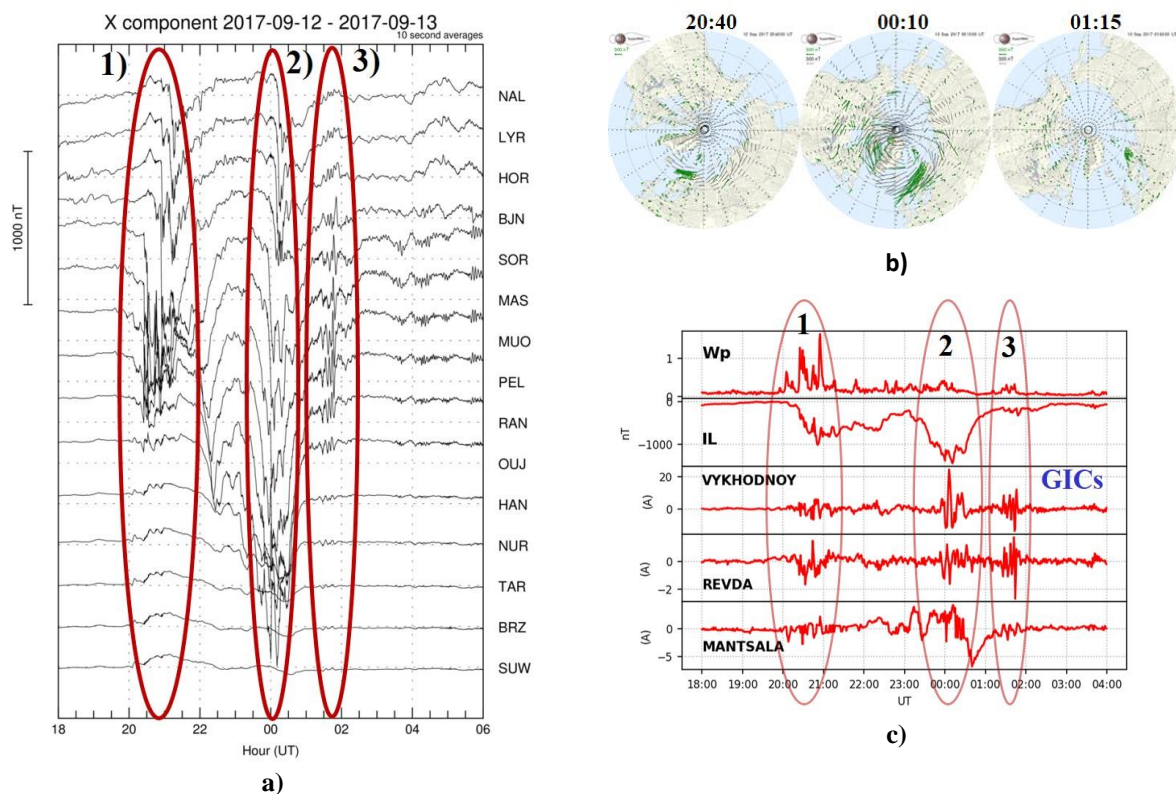 X component 2017-09-12 - 2017-09-13
10 second averages
1)
2)
3)
NAL
LYR
HOR
BJN
SOR
MAS
MUO
PEL
RAN
OUJ
HAN
NUR
TAR
BRZ
SUW
1000 nT
18 20 22 00 02 04 06
Hour (UT)
a)
20:40 00:10 01:15
b)
1
2
3
Wp
1
0
IL
nT
0
−1000
VYKHODNOY
GICs
(A)
20
0
REVDA
(A)
0
−2
MANTSALA
(A)
0
−5
18:00 19:00 20:00 21:00 22:00 23:00 00:00 01:00 02:00 03:00 04:00
UT
c)